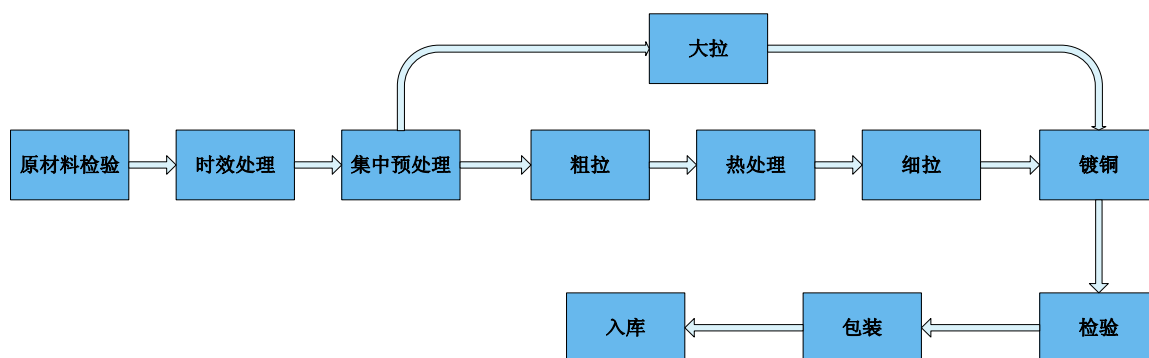 大拉
原材料检验
时效处理
集中预处理
粗拉
热处理
细拉
镀铜
入库
包装
检验